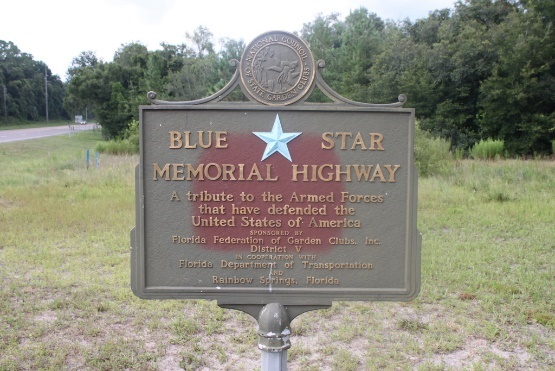 NATIONAL COUNCIL
OF STATE GARDEN CLUBS
BLUE STAR
MEMORIAL HIGHWAY
A tribute to the Armed Forces
that have defended the
United States of America
SPONSORED BY
Florida Federation of Garden Clubs, Inc.
District V
IN COOPERATION WITH
Florida Department of Transportation
AND
Rainbow Springs, Florida